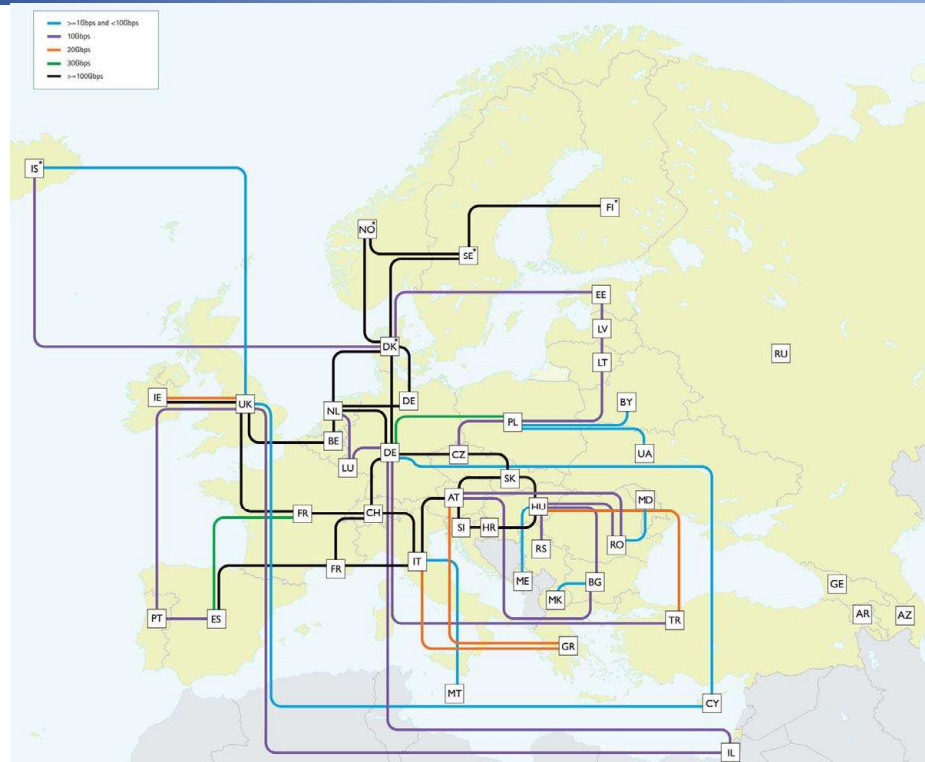 >=1Gbps and <10Gbps
10Gbps
20Gbps
30Gbps
>=100Gbps
IS*
FI*
NO*
SE*
EE
LV
DK*
RU
LT
IE
UK
NL
DE
BY
BE
PL
LU
DE
CZ
UA
SK
AT
HU
MD
FR
CH
SI
HR
RO
RS
FR
IT
ME
BG
MK
GE
PT
ES
TR
AR
AZ
GR
MT
CY
IL